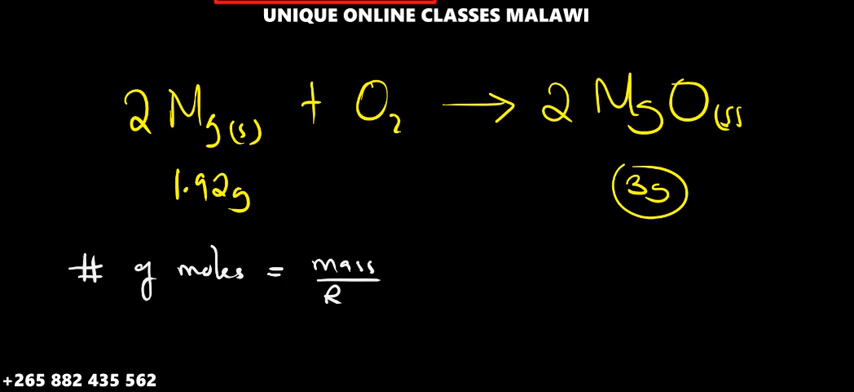 UNIQUE ONLINE CLASSES MALAWI
2 Mg(s) + O₂ → 2 MgO(s)
1.92g 3g
# of moles = mass
R
+265 882 435 562